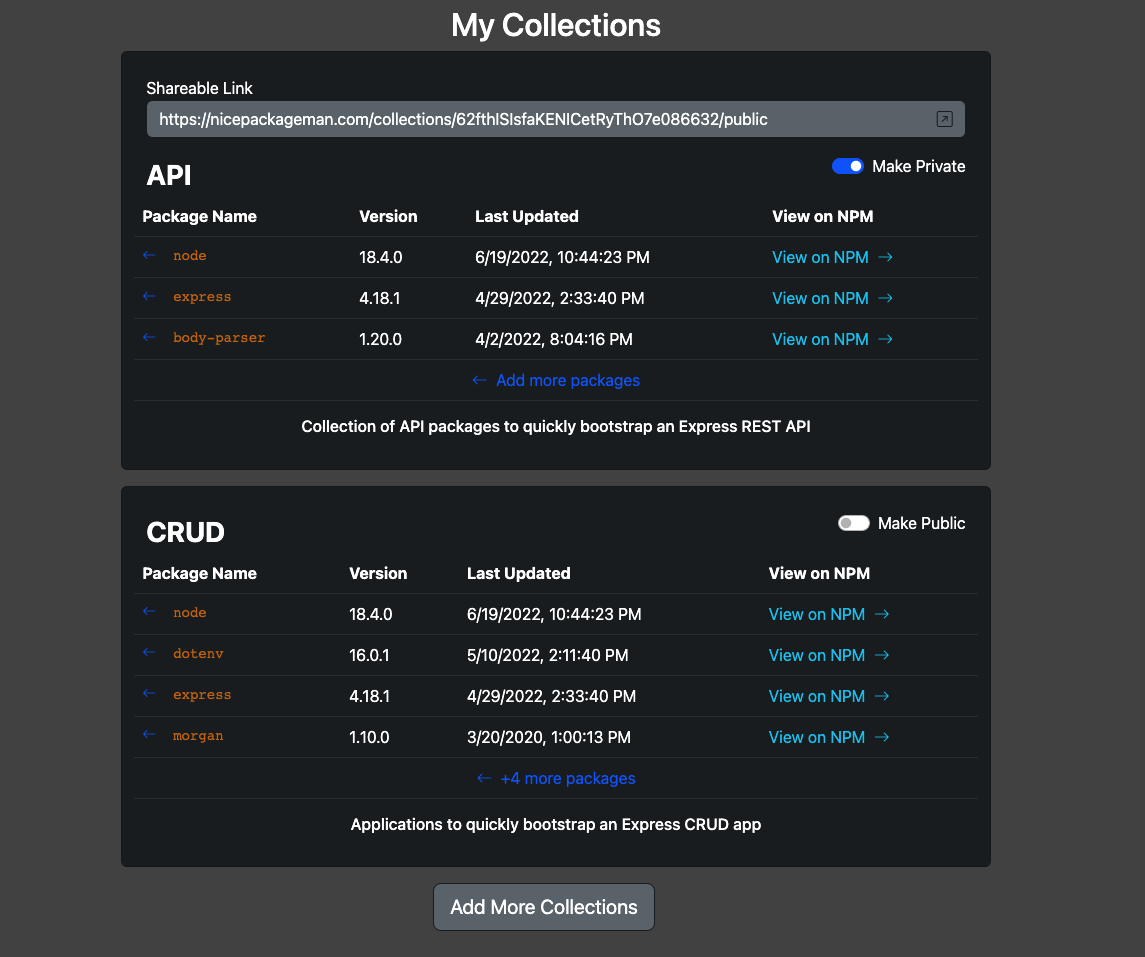 My Collections
Shareable Link
https://nicepackageman.com/collections/62fthlSlsfaKENlCetRyThO7e086632/public
API
Make Private
Package Name Version Last Updated View on NPM
← node 18.4.0 6/19/2022, 10:44:23 PM View on NPM →
← express 4.18.1 4/29/2022, 2:33:40 PM View on NPM →
← body-parser 1.20.0 4/2/2022, 8:04:16 PM View on NPM →
← Add more packages
Collection of API packages to quickly bootstrap an Express REST API
CRUD
Make Public
Package Name Version Last Updated View on NPM
← node 18.4.0 6/19/2022, 10:44:23 PM View on NPM →
← dotenv 16.0.1 5/10/2022, 2:11:40 PM View on NPM →
← express 4.18.1 4/29/2022, 2:33:40 PM View on NPM →
← morgan 1.10.0 3/20/2020, 1:00:13 PM View on NPM →
← +4 more packages
Applications to quickly bootstrap an Express CRUD app
Add More Collections